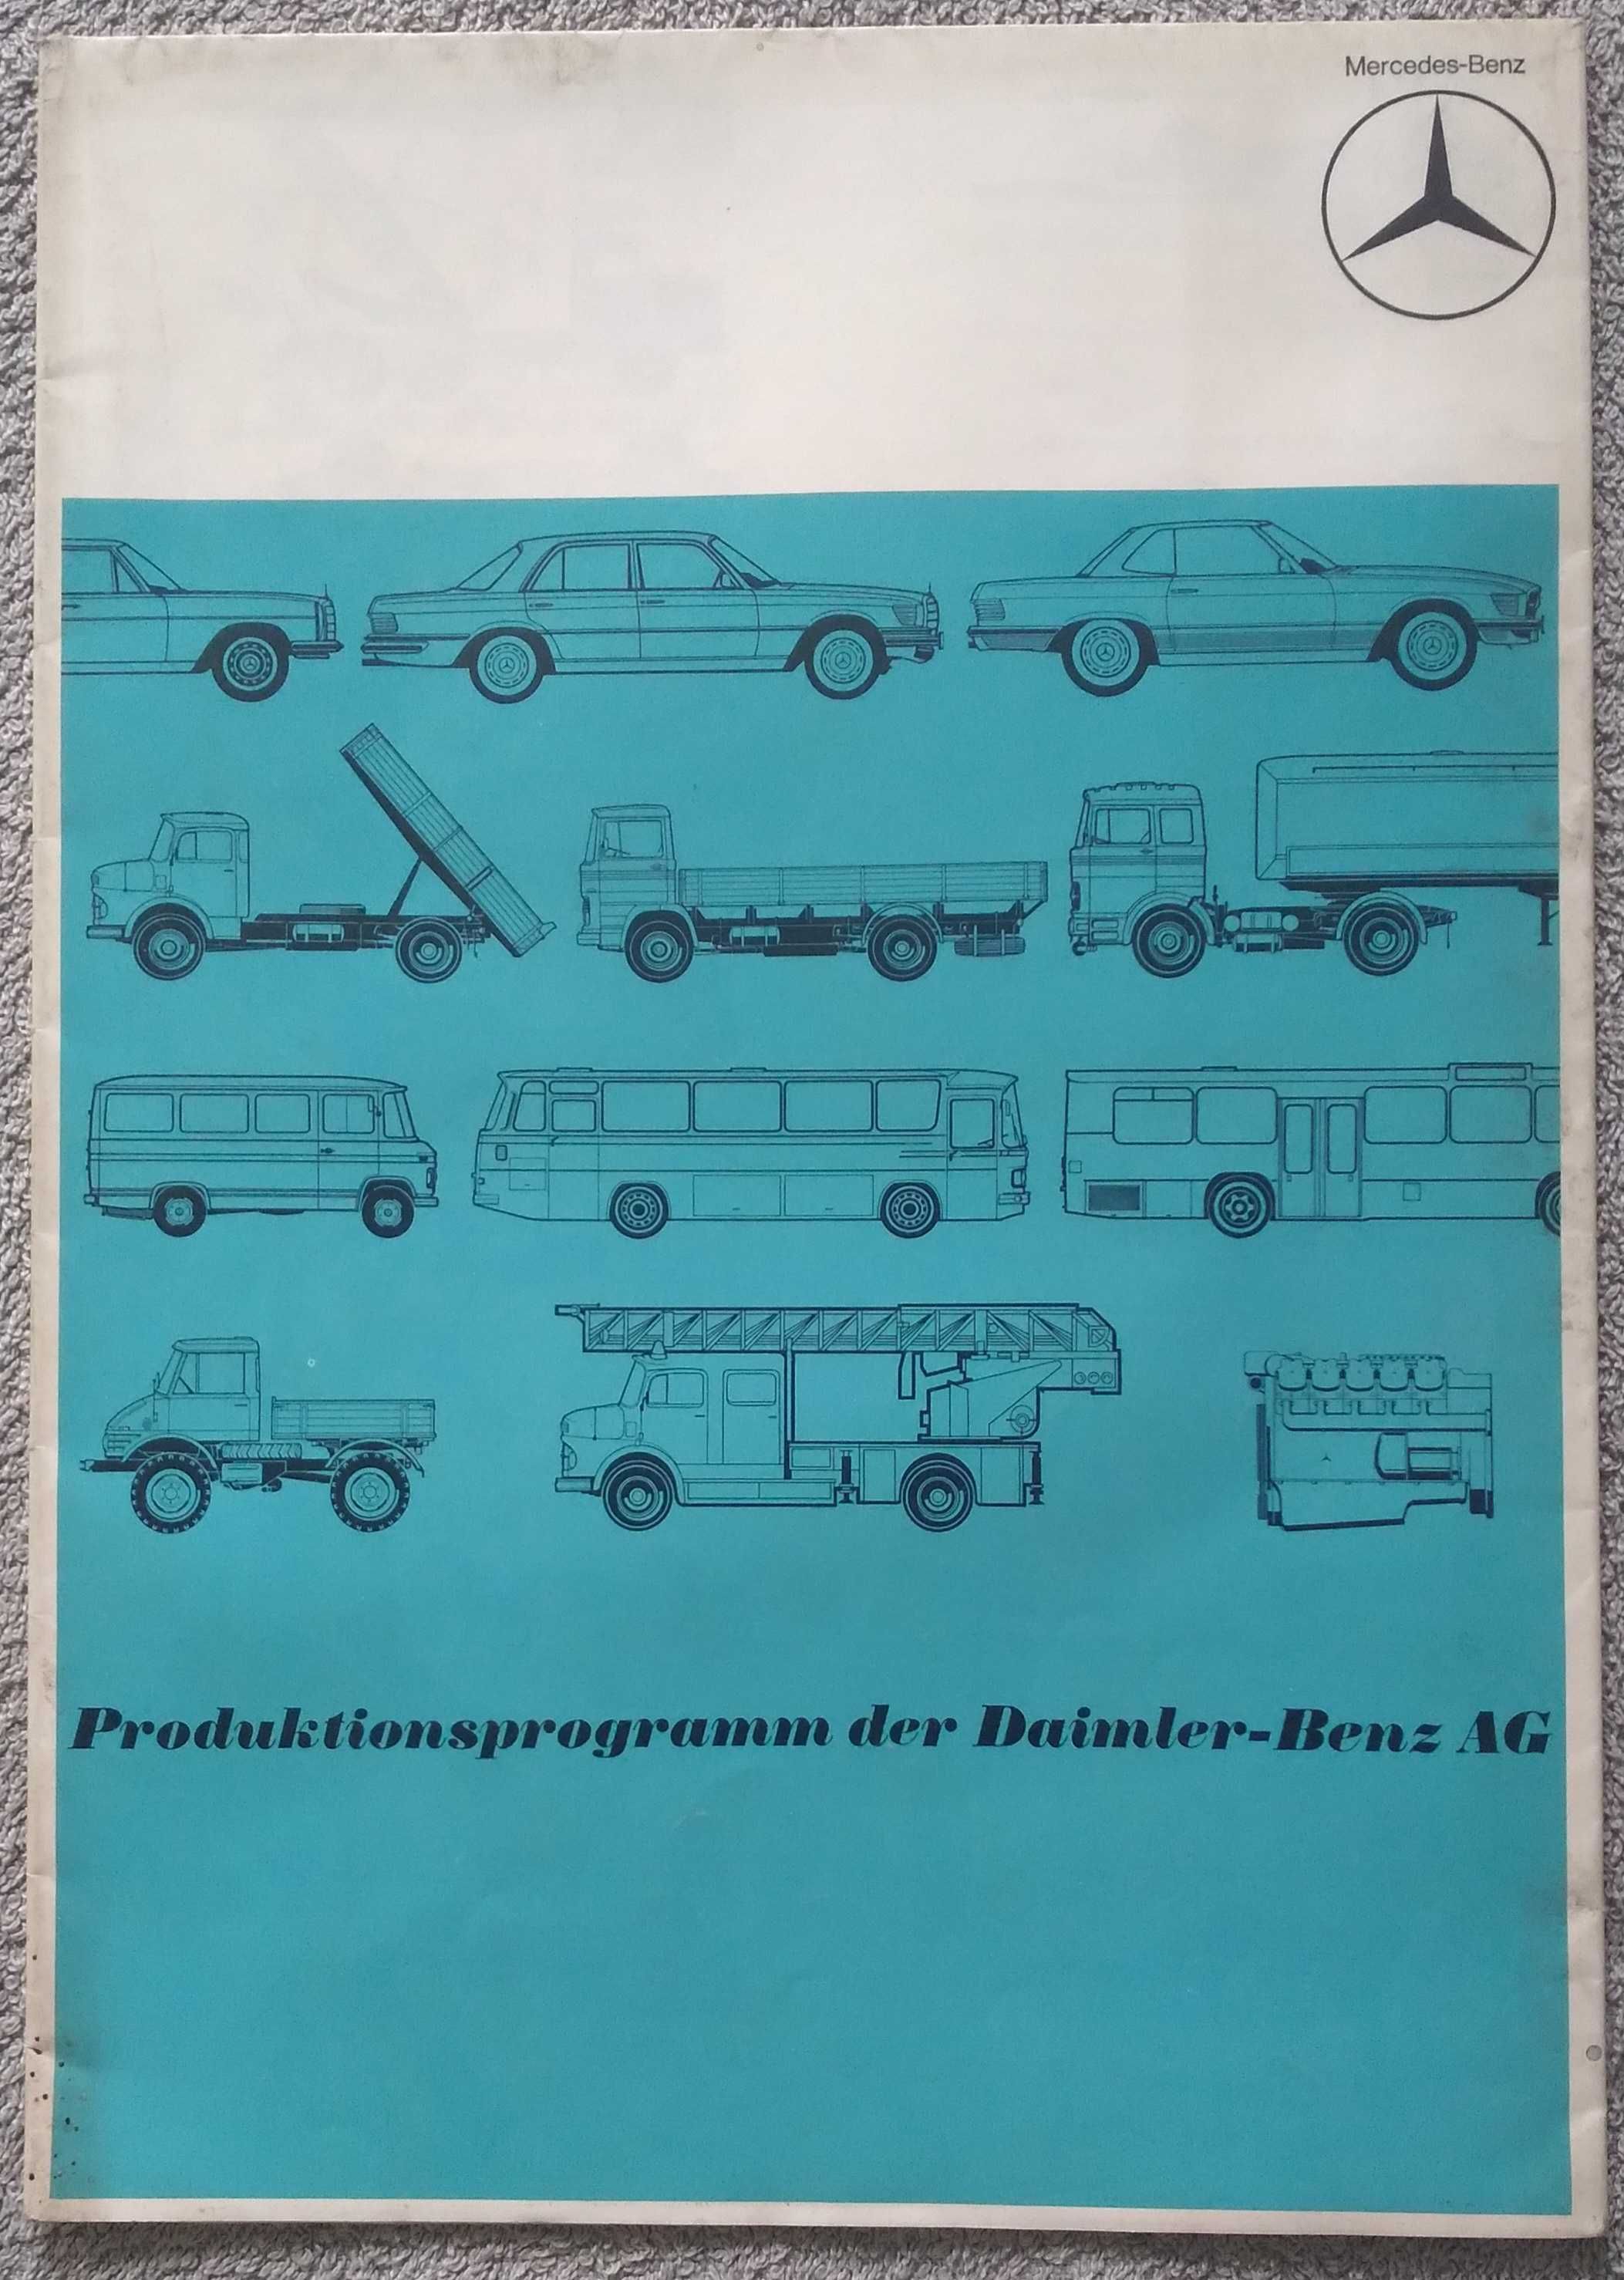 Mercedes-Benz
Produktionsprogramm der Daimler-Benz AG